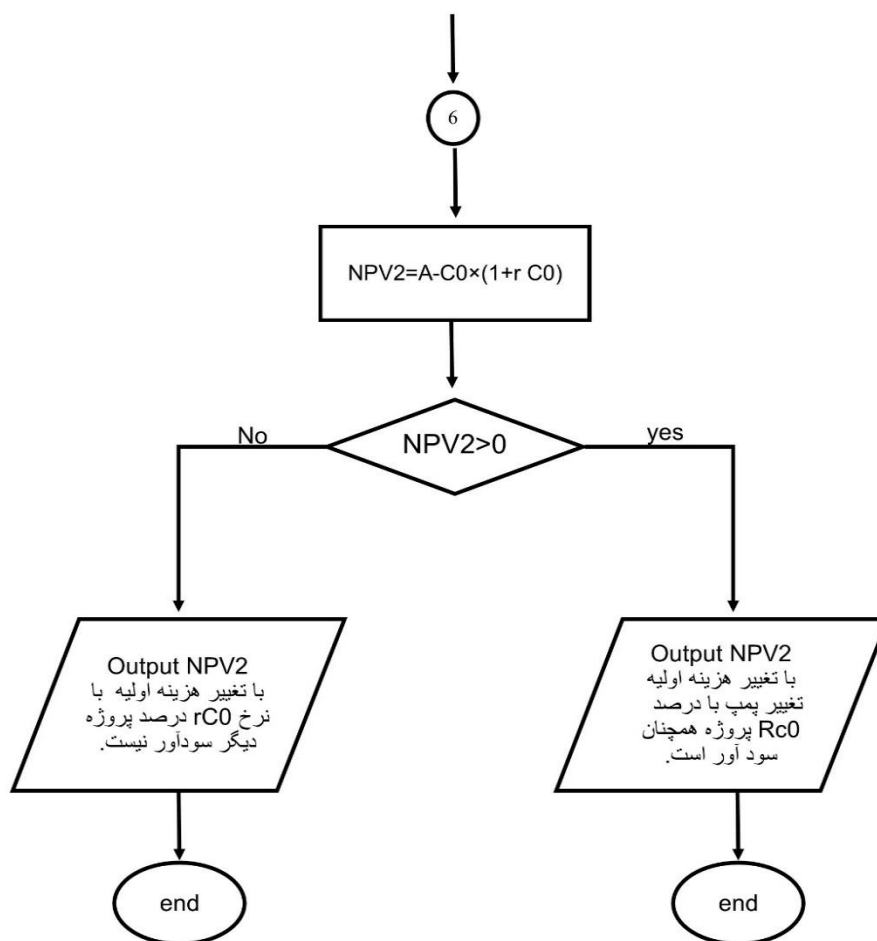 6
NPV2=A-C0×(1+r C0)
NPV2>0
No
yes
Output NPV2
با تغییر هزینه اولیه با
نرخ rC0 درصد پروژه
دیگر سودآور نیست.
Output NPV2
با تغییر هزینه اولیه
تغییر پمپ با درصد
Rc0 پروژه همچنان
سود آور است.
end
end